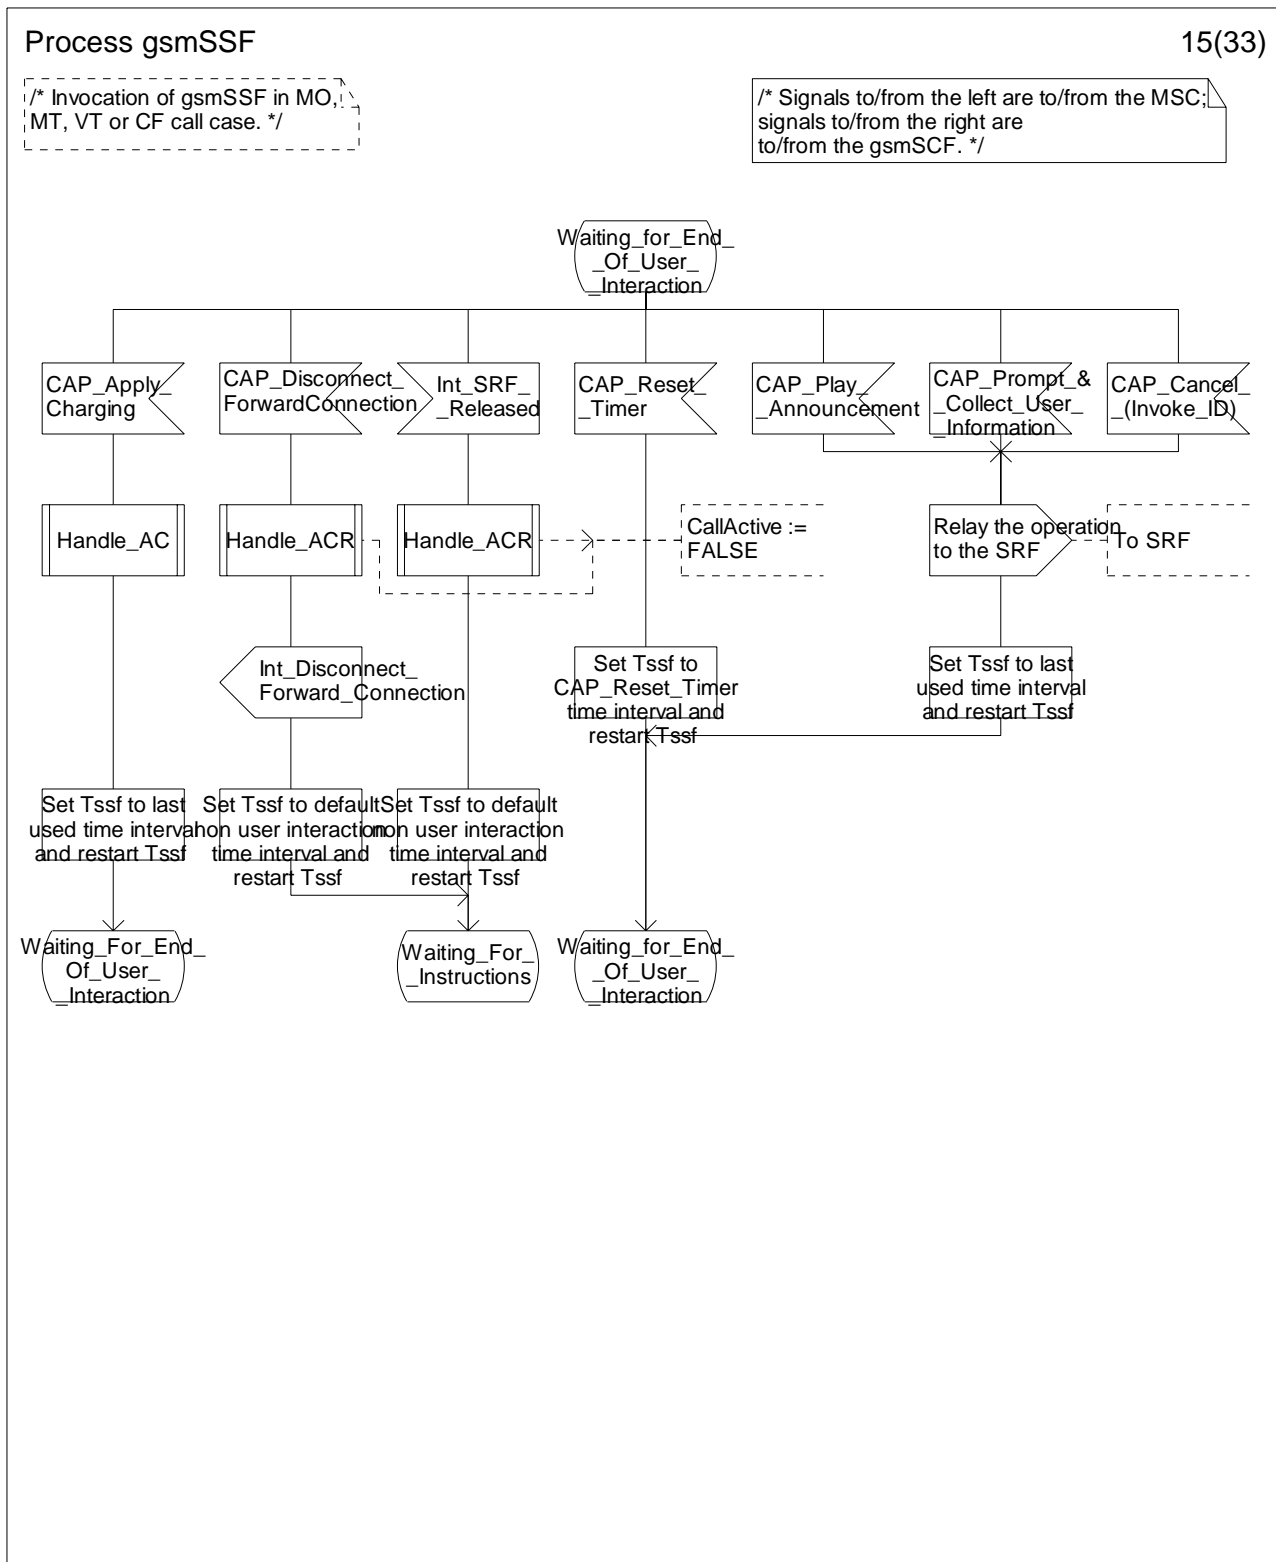 Process gsmSSF
15(33)
/* Invocation of gsmSSF in MO,
MT, VT or CF call case. */
/* Signals to/from the left are to/from the MSC;
signals to/from the right are
to/from the gsmSCF. */
Waiting_for_End_
_Of_User_
_Interaction
CAP_Apply_
Charging
CAP_Disconnect_
ForwardConnection
Int_SRF_
_Released
CAP_Reset_
_Timer
CAP_Play_
_Announcement
CAP_Prompt_&
_Collect_User_
_Information
CAP_Cancel_
_(Invoke_ID)
Handle_AC
Handle_ACR
Handle_ACR
CallActive :=
FALSE
Relay the operation
to the SRF
To SRF
Int_Disconnect_
Forward_Connection
Set Tssf to
CAP_Reset_Timer
time interval and
restart Tssf
Set Tssf to last
used time interval
and restart Tssf
Set Tssf to last
used time interval
and restart Tssf
Set Tssf to default
non user interaction
time interval and
restart Tssf
Set Tssf to default
non user interaction
time interval and
restart Tssf
Waiting_For_End_
Of_User_
_Interaction
Waiting_For_
_Instructions
Waiting_for_End_
_Of_User_
_Interaction